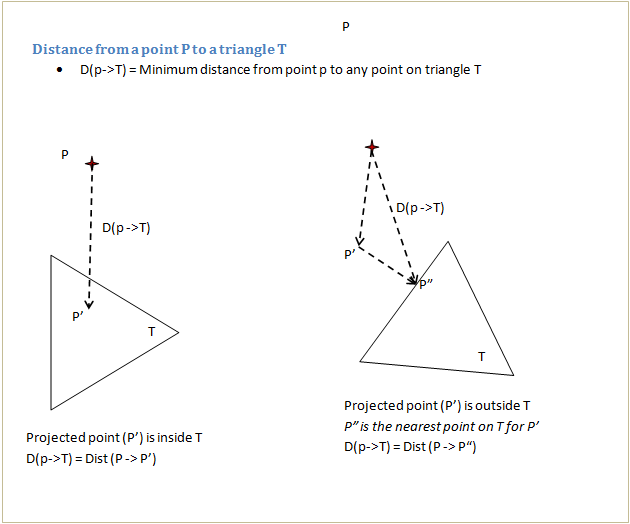 P
Distance from a point P to a triangle T
• D(p->T) = Minimum distance from point p to any point on triangle T
P
D(p->T)
P’
T
Projected point (P’) is inside T
D(p->T) = Dist (P -> P’)
D(p->T)
P’
P”
T
Projected point (P’) is outside T
P” is the nearest point on T for P’
D(p->T) = Dist (P -> P“)